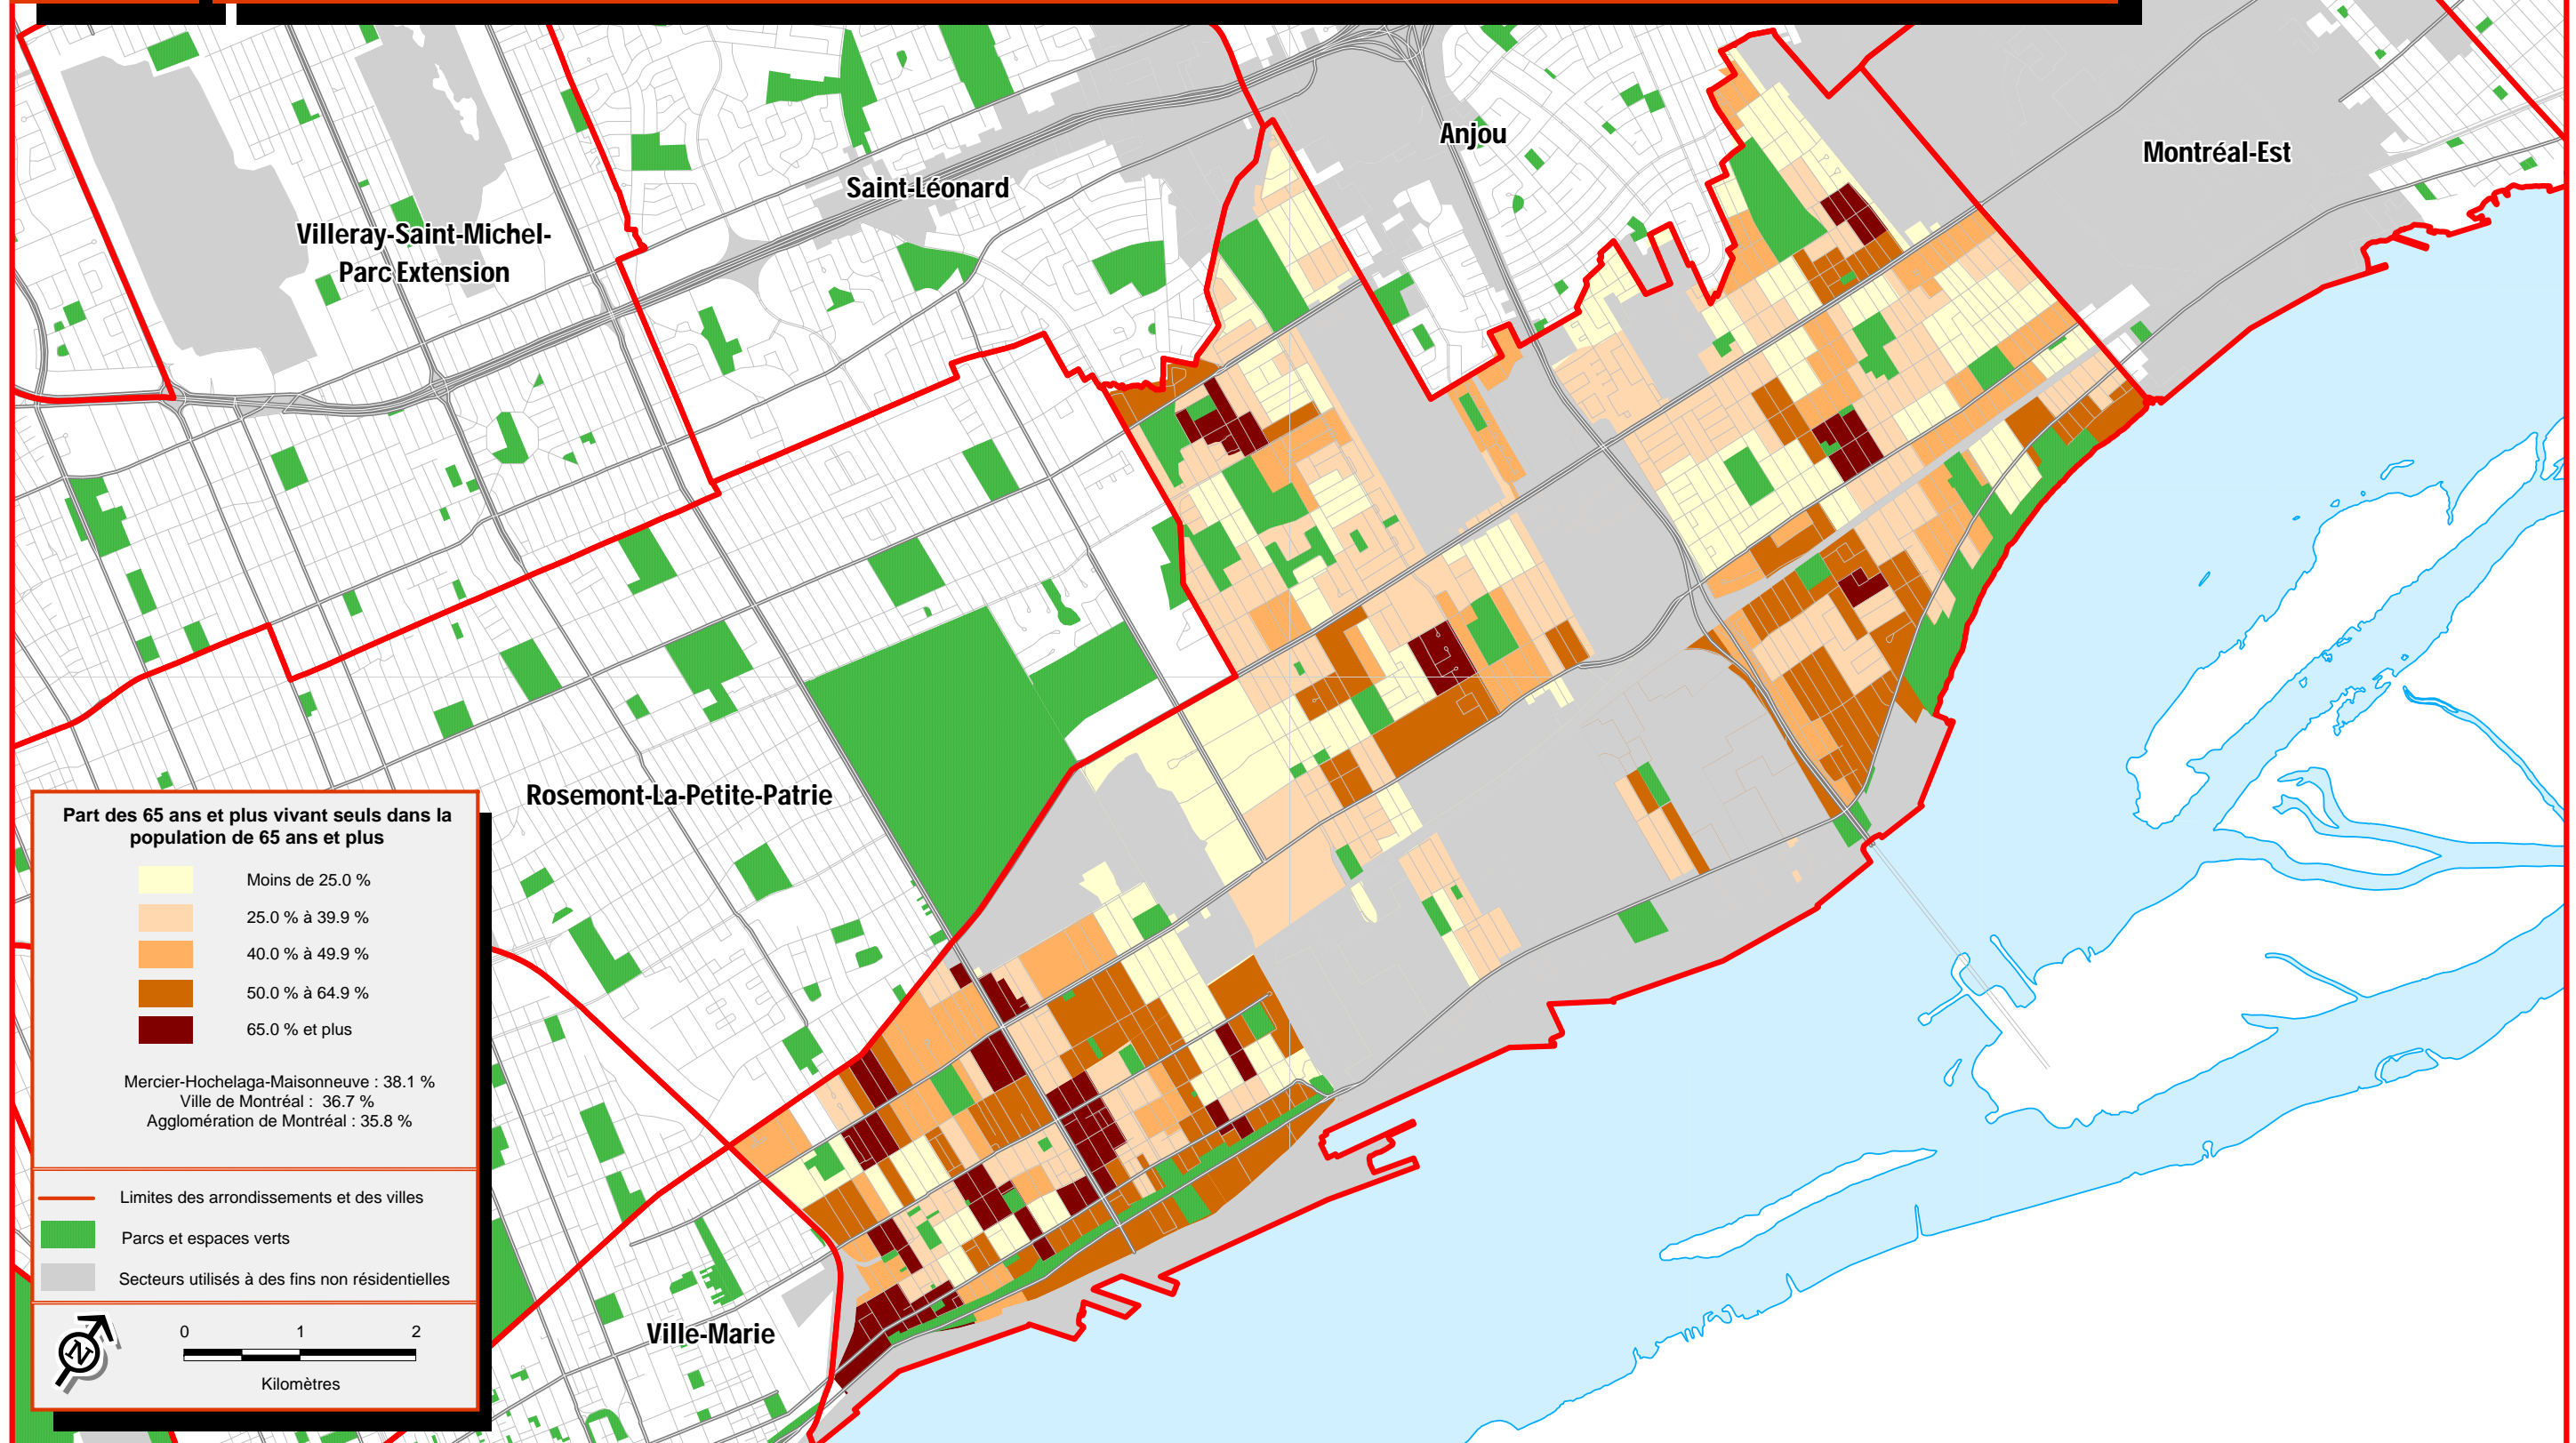 Anjou
Montréal-Est
Saint-Léonard
Villeray-Saint-Michel-
Parc Extension
Rosemont-La-Petite-Patrie
Ville-Marie
Part des 65 ans et plus vivant seuls dans la
population de 65 ans et plus
Moins de 25.0 %
25.0 % à 39.9 %
40.0 % à 49.9 %
50.0 % à 64.9 %
65.0 % et plus
Mercier-Hochelaga-Maisonneuve : 38.1 %
Ville de Montréal : 36.7 %
Agglomération de Montréal : 35.8 %
Limites des arrondissements et des villes
Parcs et espaces verts
Secteurs utilisés à des fins non résidentielles
N
0 1 2
Kilomètres